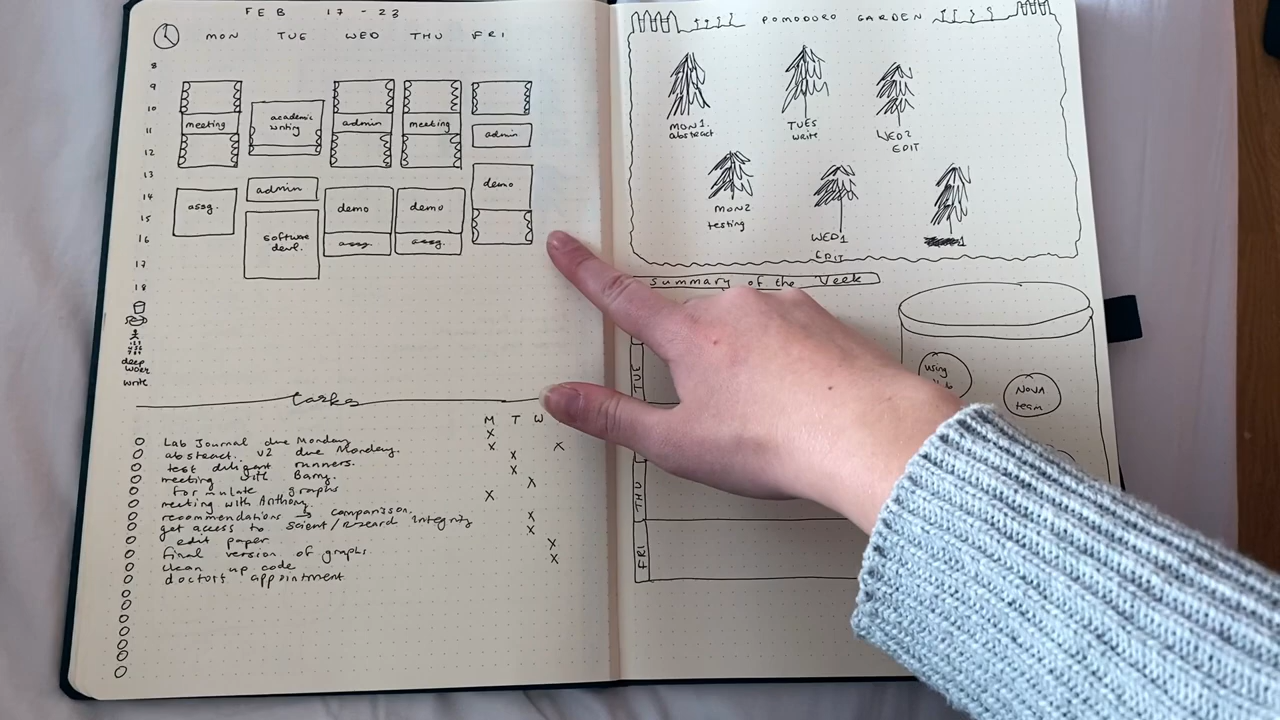 FEB 17 - 23
MON TUE WED THU FRI
8
9
10
11
12
13
14
15
16
17
18
meeting
assg.
academic
writing
admin
software
devl.
admin
demo
assg.
meeting
demo
assg.
admin
demo
deep
work
write
tasks
M T W
Lab Journal due Monday
abstract v2 due Monday.
test diligent runners.
meeting with Barry
formulate graphs
meeting with Anthony.
recommendations → comparison.
get access to scient/research integrity
edit paper
final version of graphs
clean up code
doctors appointment
POMODORO GARDEN
MON1.
abstract
TUES
write
WED2
EDIT
MON2
testing
WED1
EDIT
1
summary of the Week
TUE
THU
FRI
using
NOVA
team